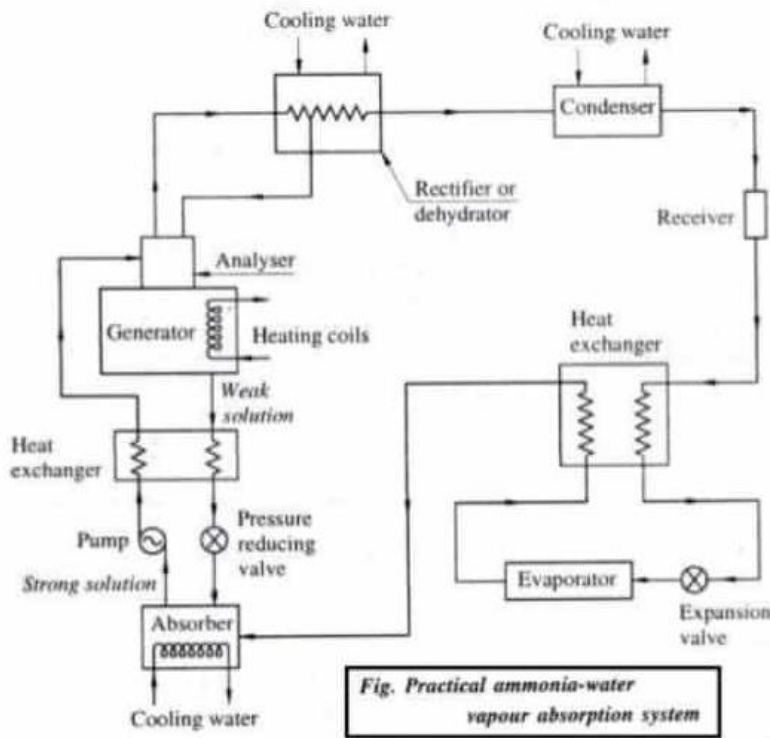 Cooling water
Cooling water
Condenser
Rectifier or
dehydrator
Receiver
Analyser
Generator
Heating coils
Heat
exchanger
Weak
solution
Heat
exchanger
Pump
Pressure
reducing
valve
Strong solution
Evaporator
Absorber
Expansion
valve
Cooling water
Fig. Practical ammonia-water
vapour absorption system